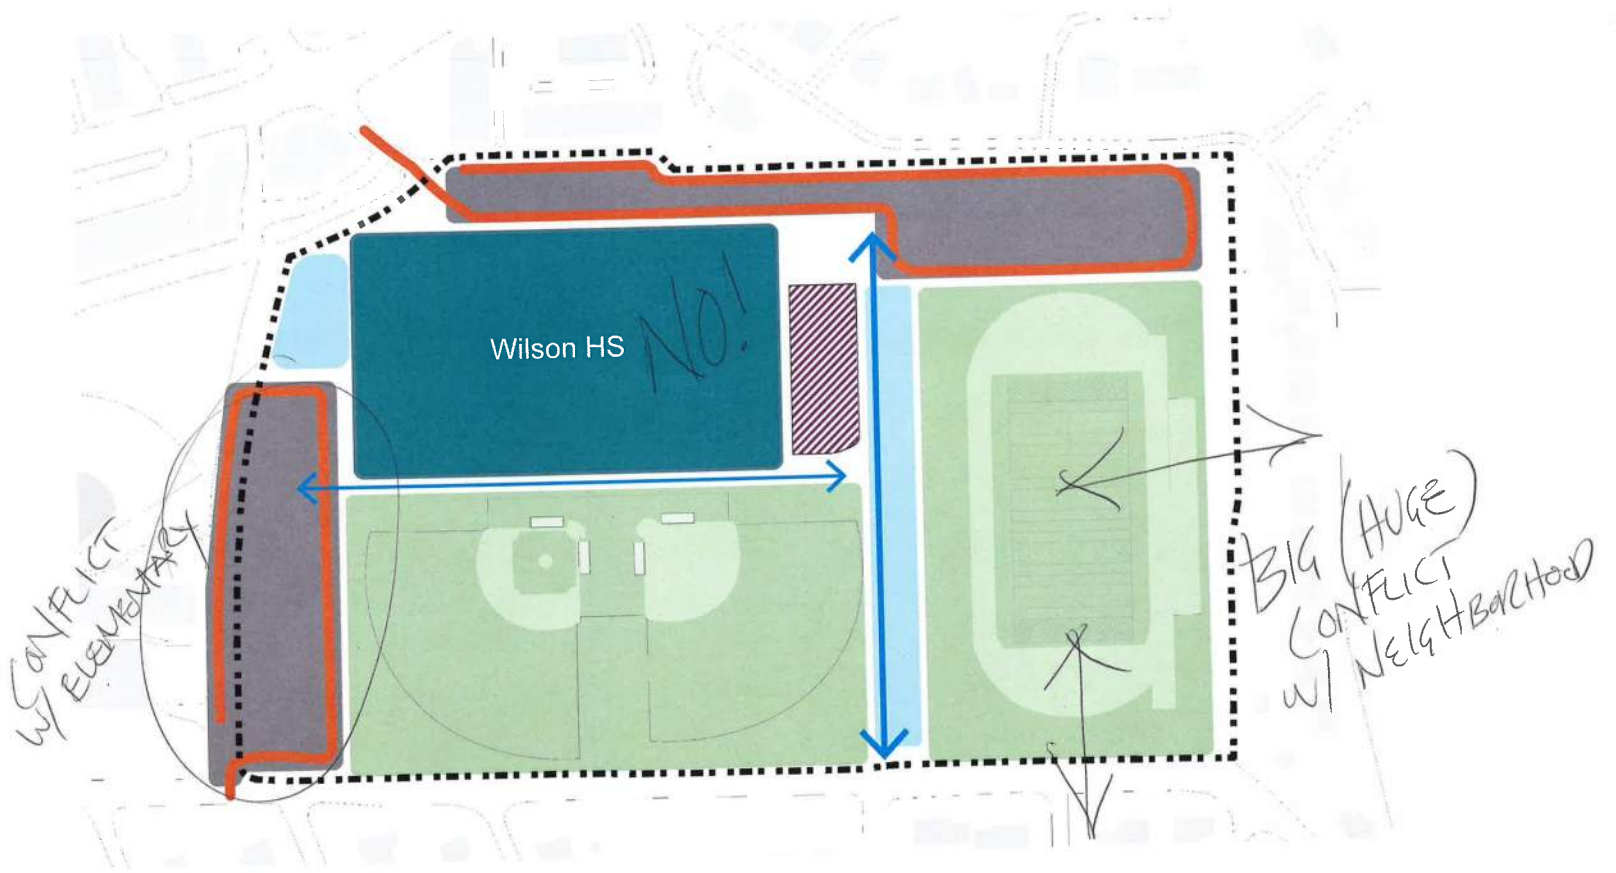 Wilson HS
NO!
CONFLICT
W/ ELEMENTARY
BIG (HUGE)
CONFLICT
W/ NEIGHBORHOOD